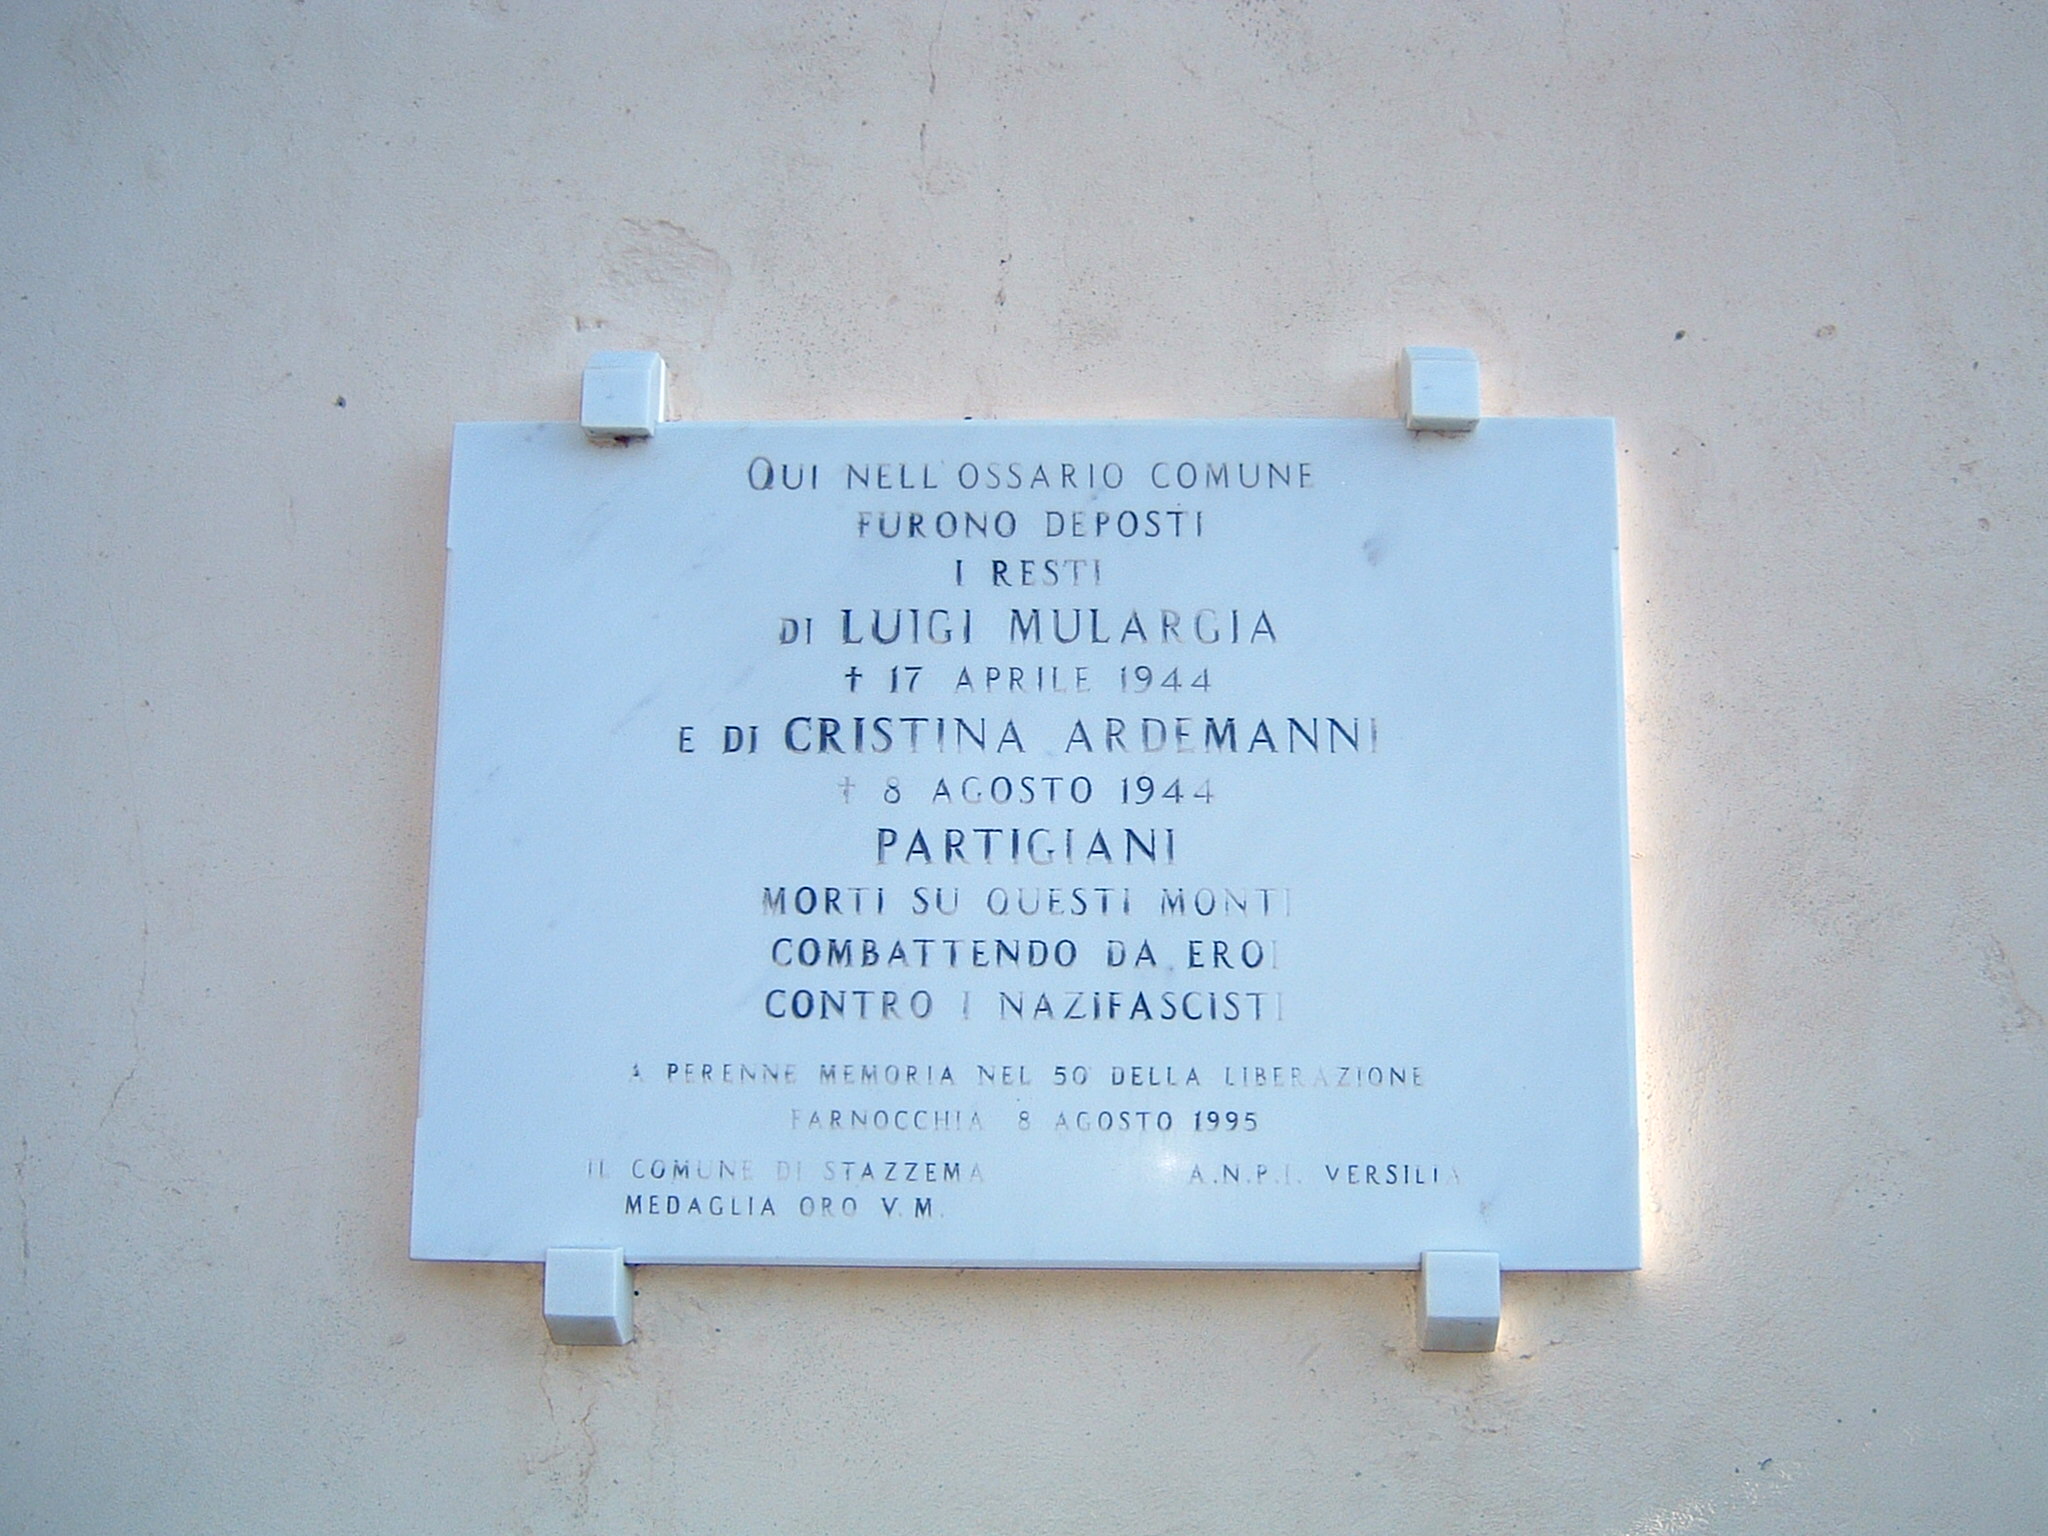 QUI NELL'OSSARIO COMUNE
FURONO DEPOSTI
I RESTI
DI LUIGI MULARGIA
† 17 APRILE 1944
E DI CRISTINA ARDEMANNI
† 8 AGOSTO 1944
PARTIGIANI
MORTI SU QUESTI MONTI
COMBATTENDO DA EROI
CONTRO I NAZIFASCISTI
A PERENNE MEMORIA NEL 50° DELLA LIBERAZIONE
FARNOCCHIA 8 AGOSTO 1995
IL COMUNE DI STAZZEMA A.N.P.I. VERSILIA
MEDAGLIA ORO V.M.